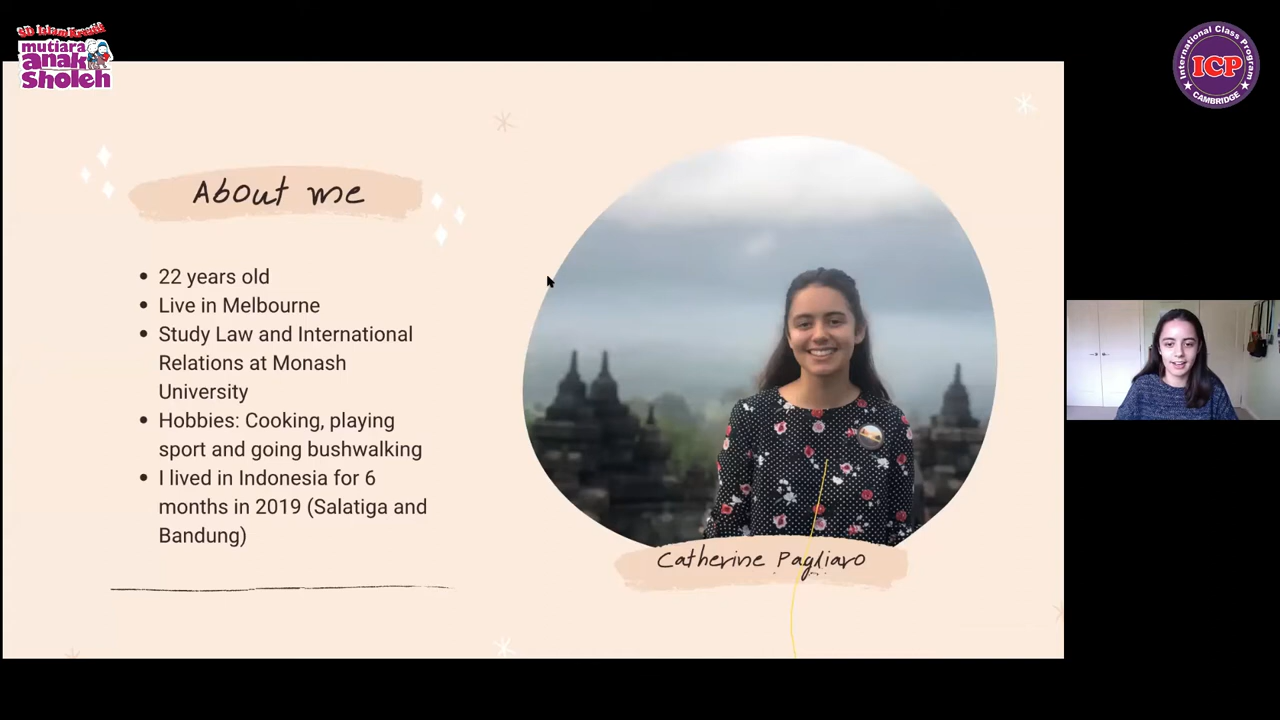 SD Islam Kreatif
mutiara
anak
Sholeh
International Class Program
ICP
CAMBRIDGE
About me
22 years old
Live in Melbourne
Study Law and International
Relations at Monash
University
Hobbies: Cooking, playing
sport and going bushwalking
I lived in Indonesia for 6
months in 2019 (Salatiga and
Bandung)
Catherine Pagliaro